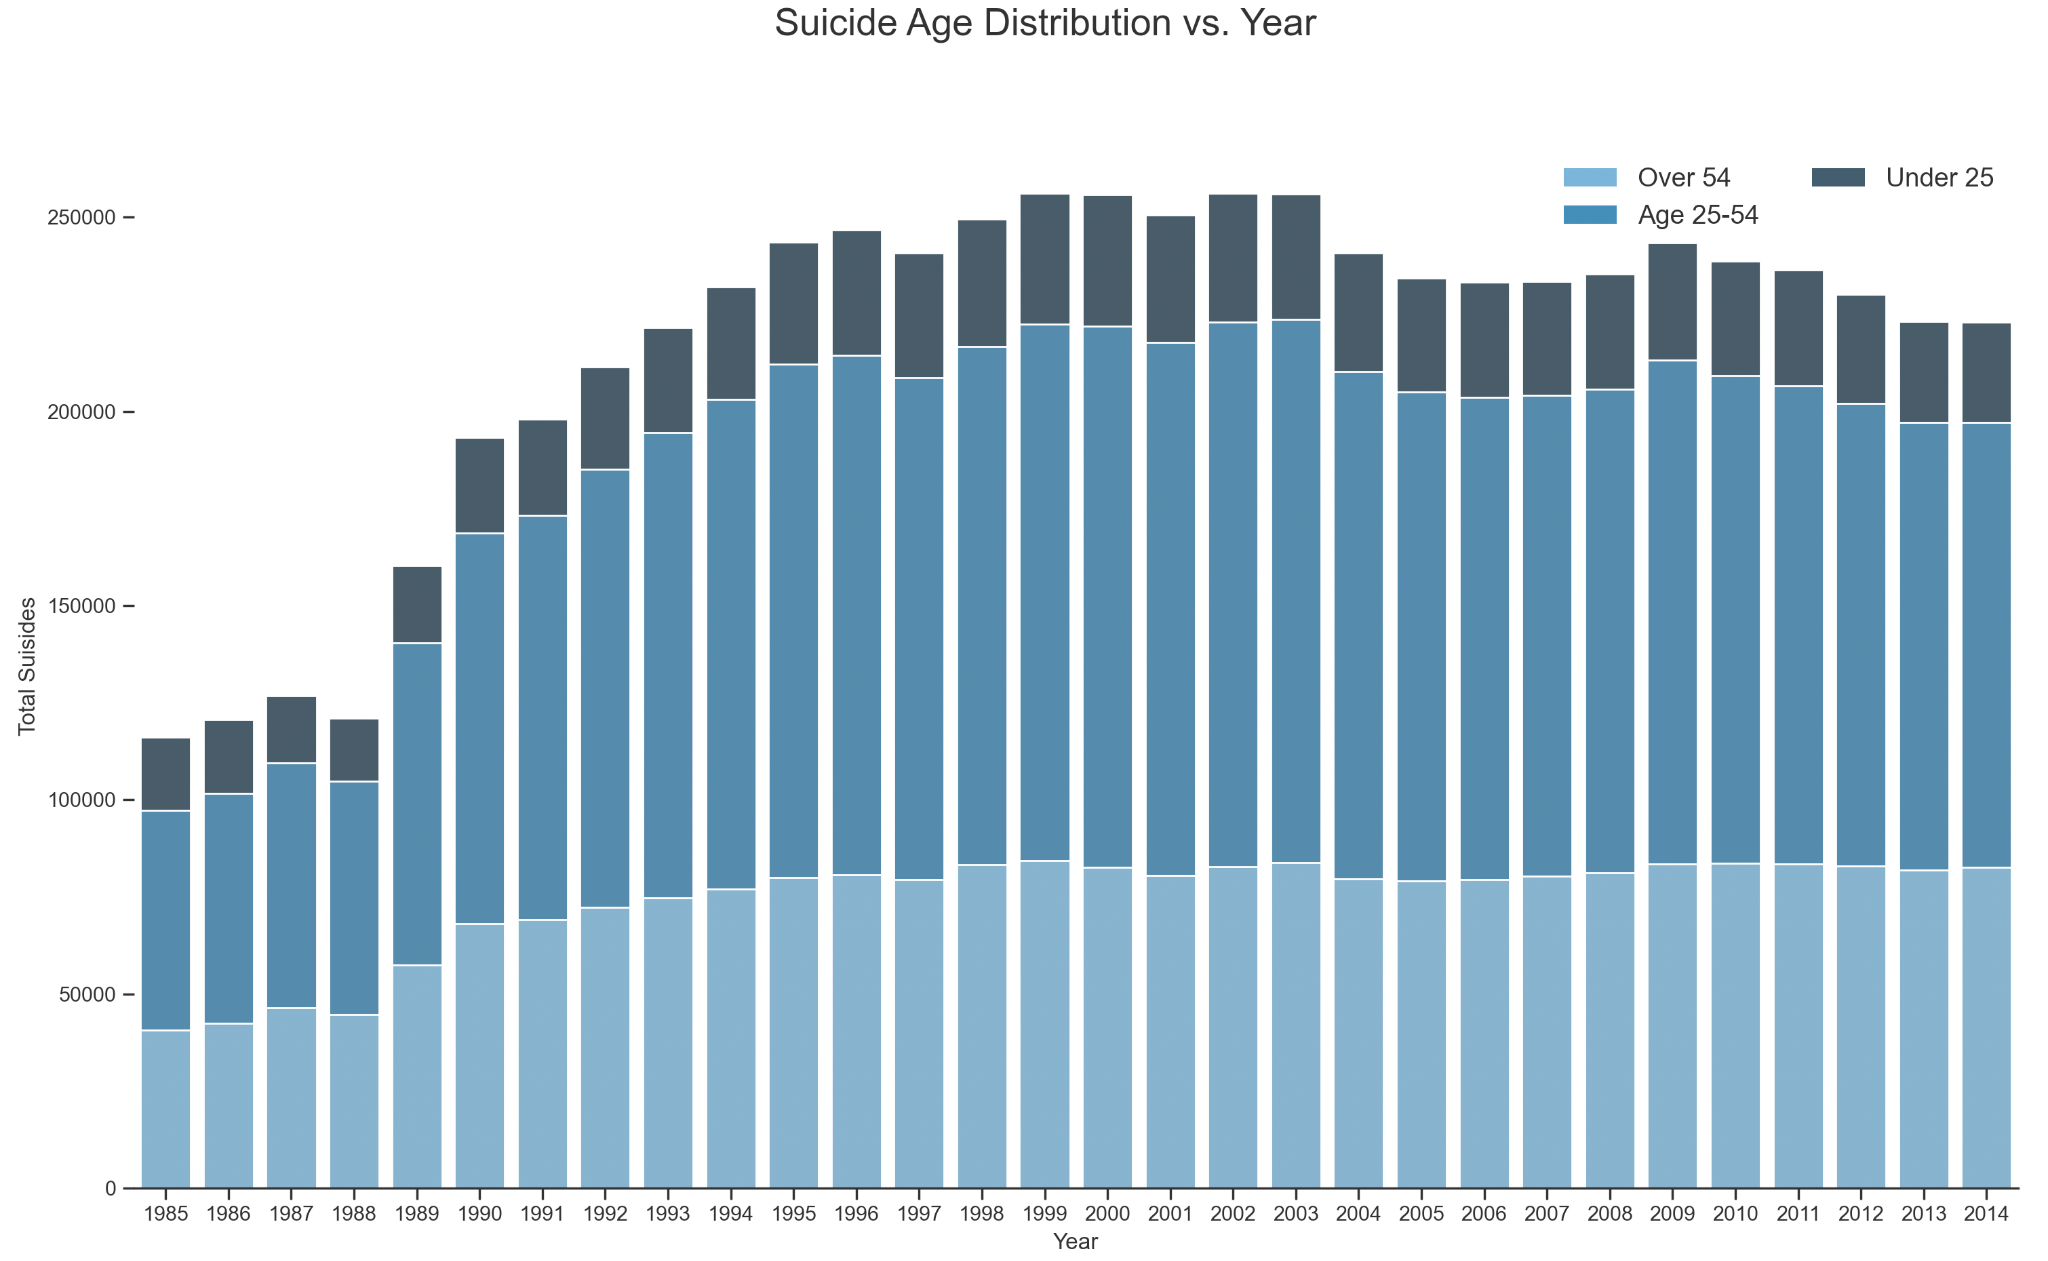 Suicide Age Distribution vs. Year
Over 54
Under 25
Age 25-54
250000
200000
150000
100000
50000
0
Total Suisides
1985 1986 1987 1988 1989 1990 1991 1992 1993 1994 1995 1996 1997 1998 1999 2000 2001 2002 2003 2004 2005 2006 2007 2008 2009 2010 2011 2012 2013 2014
Year